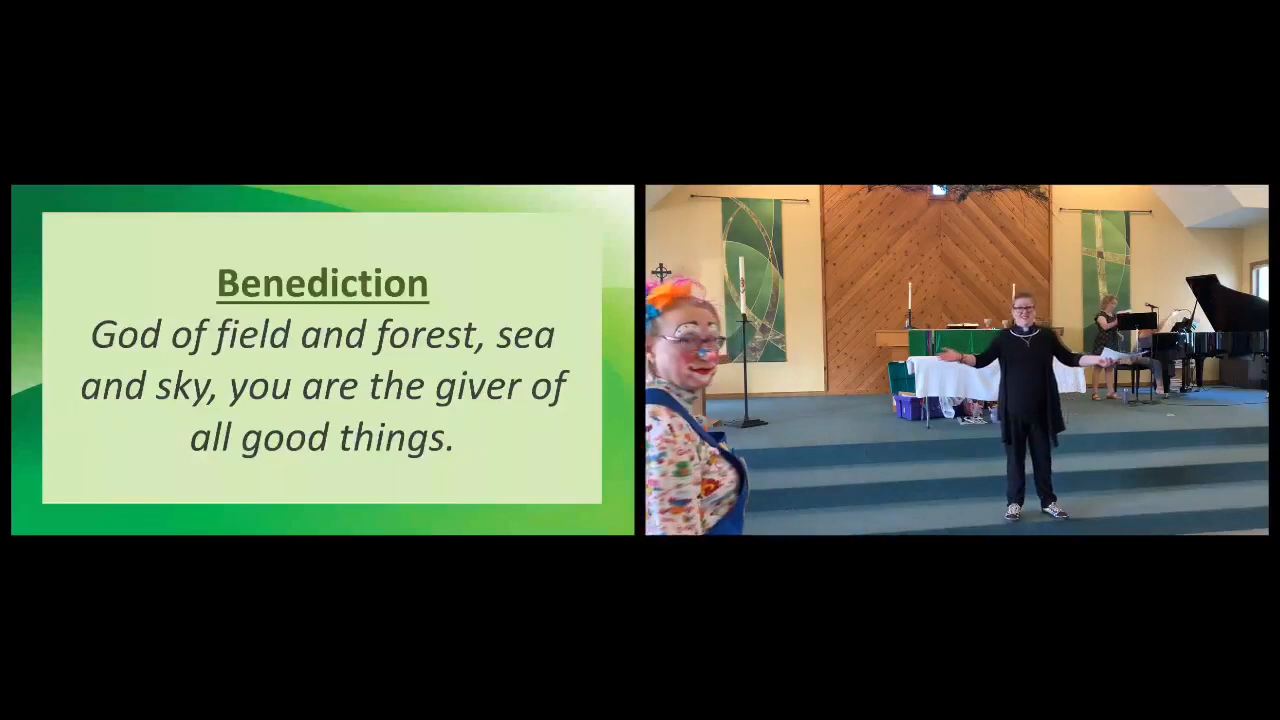 Benediction
God of field and forest, sea
and sky, you are the giver of
all good things.